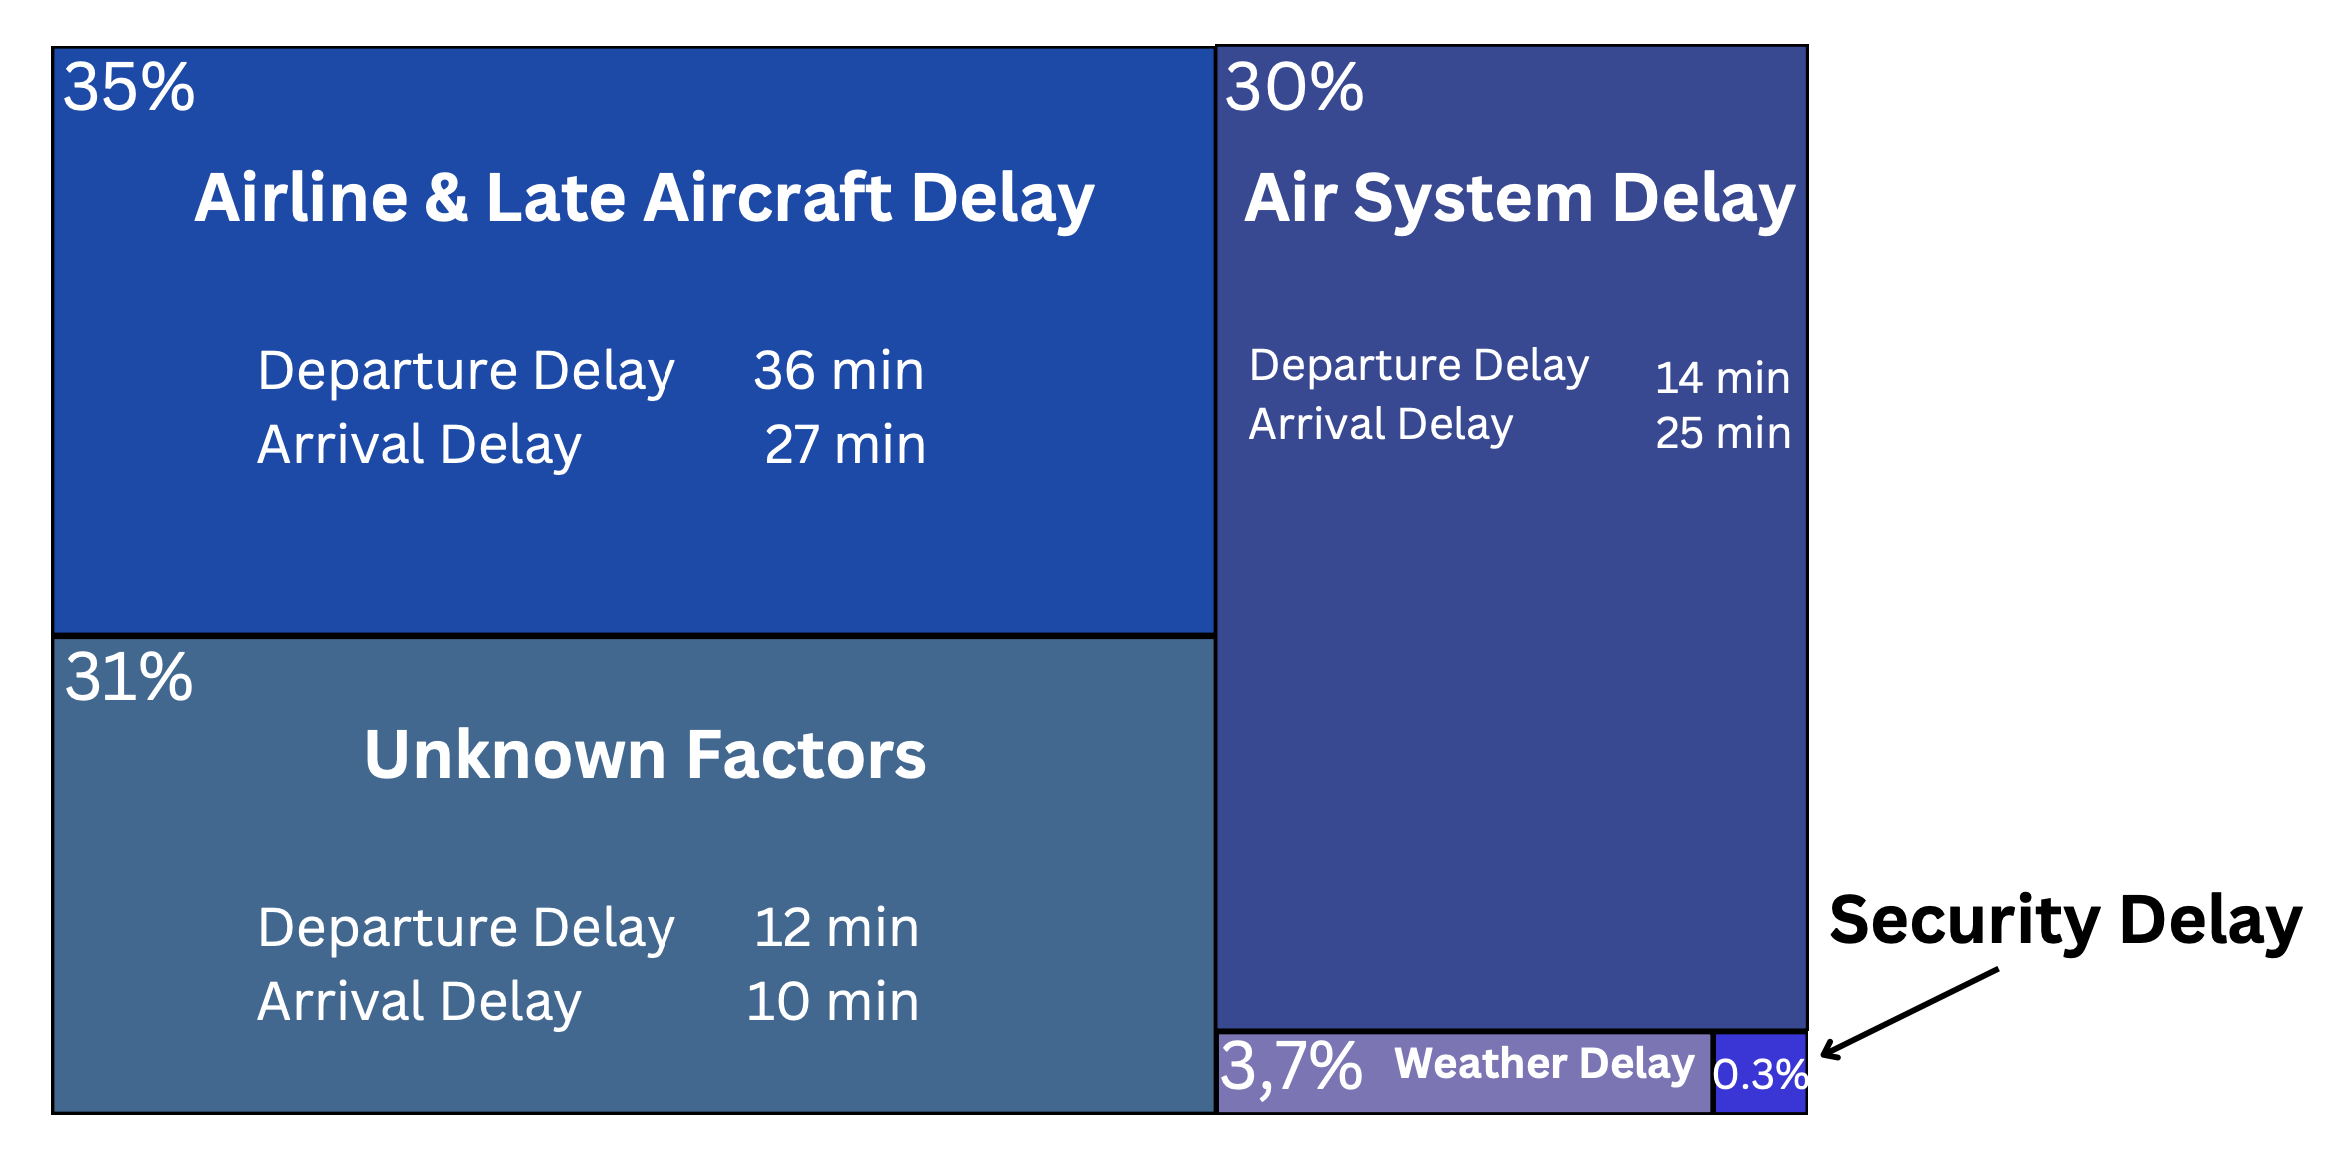 35%
Airline & Late Aircraft Delay
Departure Delay 36 min
Arrival Delay 27 min
30%
Air System Delay
Departure Delay 14 min
Arrival Delay 25 min
31%
Unknown Factors
Departure Delay 12 min
Arrival Delay 10 min
Security Delay
3,7% Weather Delay
0.3%